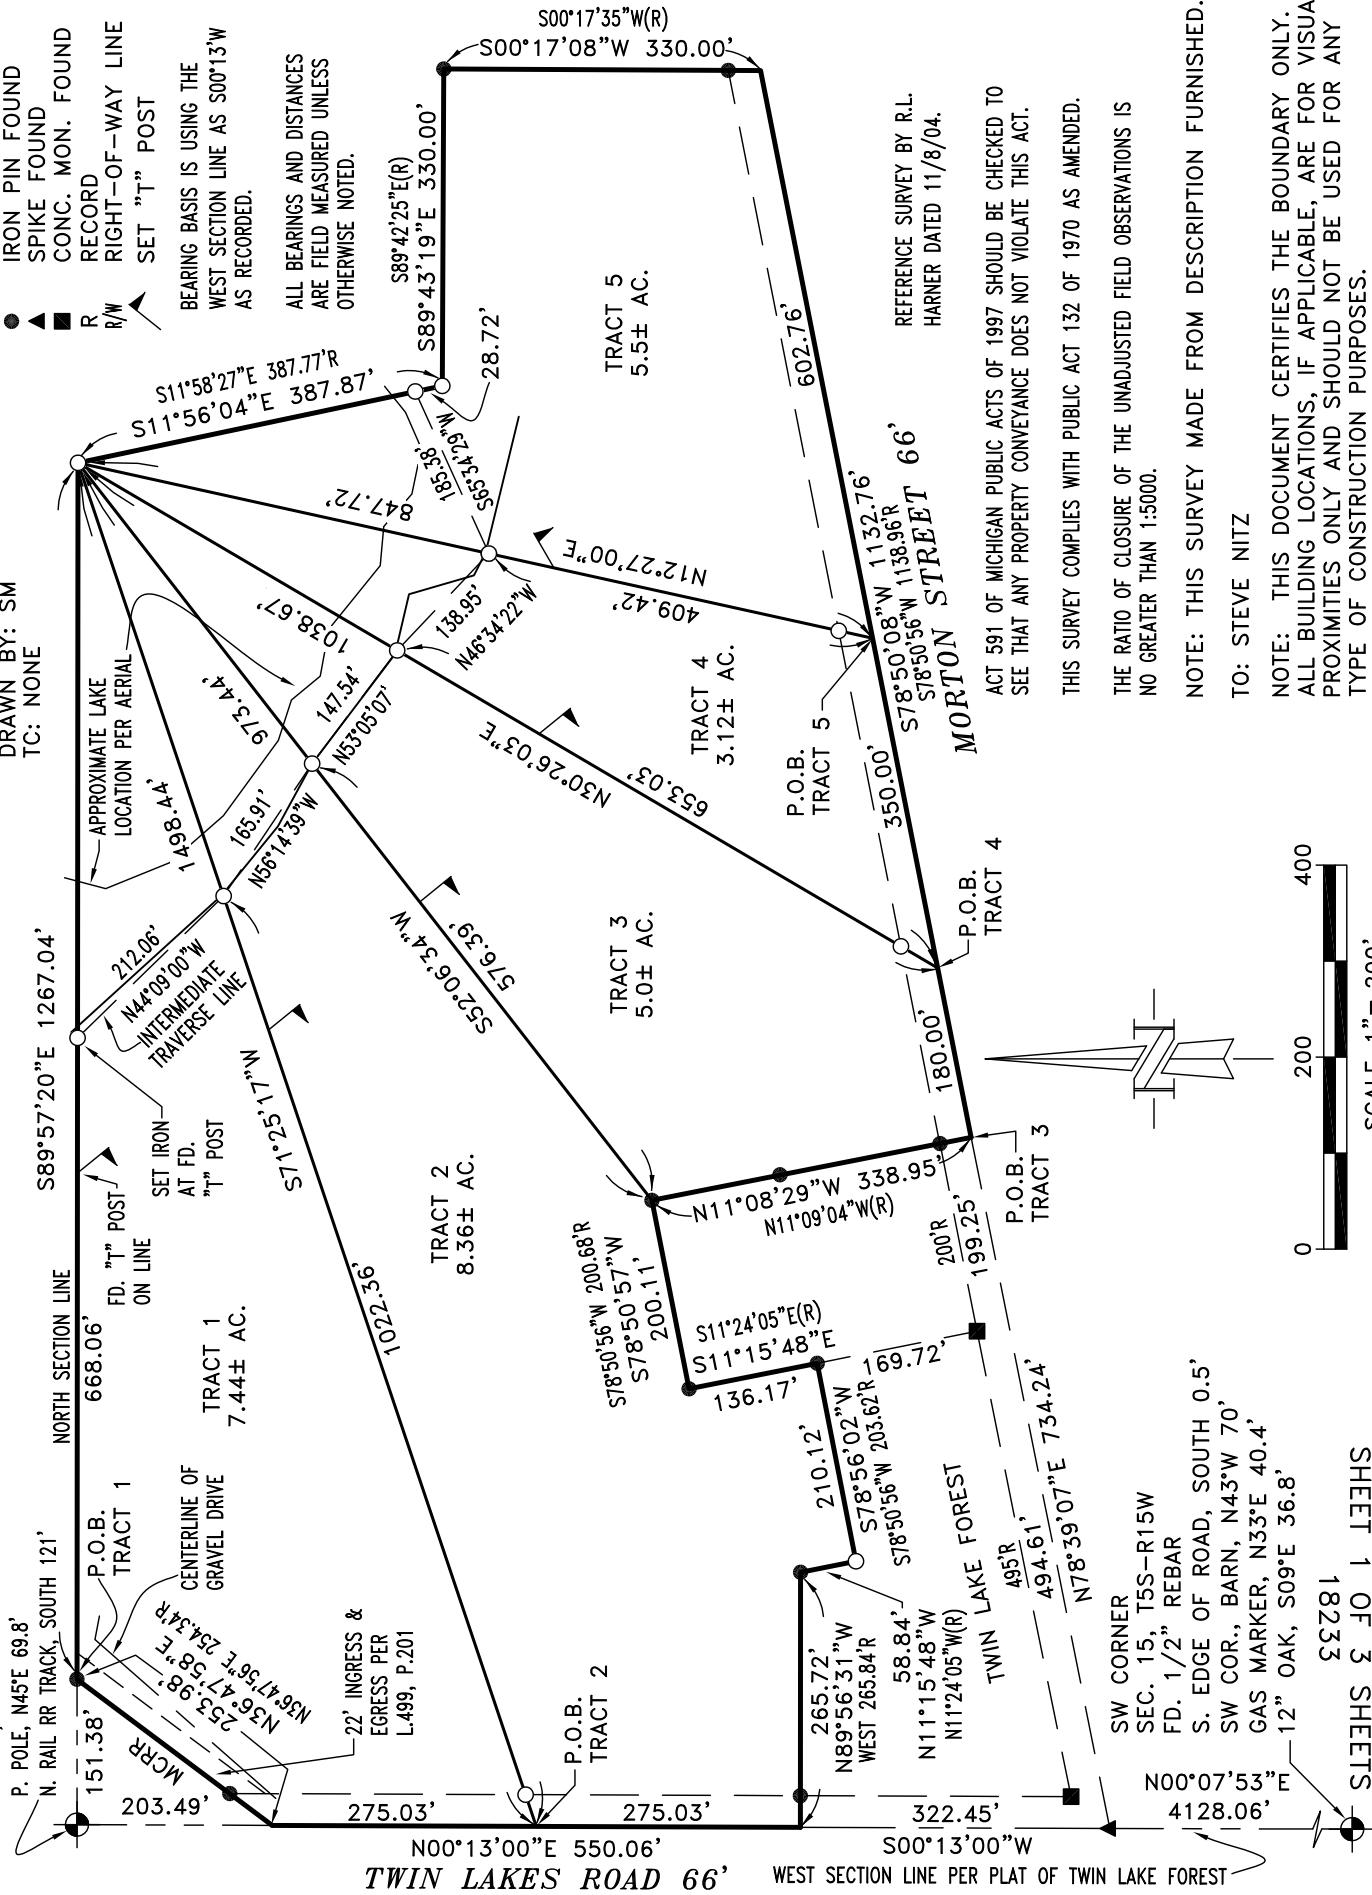 DRAWN BY: SM
TC: NONE
IRON PIN FOUND
SPIKE FOUND
CONC. MON. FOUND
R RECORD
R/W RIGHT-OF-WAY LINE
SET "T" POST
BEARING BASIS IS USING THE
WEST SECTION LINE AS S00°13'W
AS RECORDED.
ALL BEARINGS AND DISTANCES
ARE FIELD MEASURED UNLESS
OTHERWISE NOTED.
P. POLE, N45°E 69.8'
N. RAIL RR TRACK, SOUTH 121'
151.38'
NORTH SECTION LINE
668.06'
S89°57'20"E 1267.04'
P.O.B.
TRACT 1
CENTERLINE OF
GRAVEL DRIVE
FD. "T" POST
ON LINE
SET IRON
AT FD.
"T" POST
MCRR
253.98'
N36°47'58"E
N36°47'56"E 254.34'R
22' INGRESS &
EGRESS PER
L.499, P.201
203.49'
275.03'
275.03'
N00°13'00"E 550.06'
TWIN LAKES ROAD 66'
TRACT 1
7.44± AC.
S71°25'17"W
1022.36'
1498.44'
212.06'
N44°09'00"W
INTERMEDIATE
TRAVERSE LINE
APPROXIMATE LAKE
LOCATION PER AERIAL
165.91'
N56°14'39"W
973.44'
147.54'
N53°05'07'
1038.67'
138.95'
N46°34'22"W
847.72'
185.38'
S65°34'29"W
S11°58'27"E 387.77'R
S11°56'04"E 387.87'
28.72'
S89°42'25"E(R)
S89°43'19"E 330.00'
S00°17'35"W(R)
S00°17'08"W 330.00'
TRACT 2
8.36± AC.
P.O.B.
TRACT 2
S52°06'34"W
576.39'
TRACT 3
5.0± AC.
N30°26'03"E
653.03'
TRACT 4
3.12± AC.
N12°27'00"E
409.42'
TRACT 5
5.5± AC.
P.O.B.
TRACT 5
602.76'
S78°50'08"W 1132.76'
S78°50'56"W 1138.96'R
MORTON STREET 66'
350.00'
P.O.B.
TRACT 4
180.00'
P.O.B.
TRACT 3
N11°08'29"W 338.95'
N11°09'04"W(R)
S78°50'56"W 200.68'R
S78°50'57"W
200.11'
S11°24'05"E(R)
S11°15'48"E
136.17'
169.72'
200'R
199.25'
210.12'
S78°56'02"W
S78°50'56"W 203.62'R
265.72'
N89°56'31"W
WEST 265.84'R
58.84'
N11°15'48"W
N11°24'05"W(R)
TWIN LAKE FOREST
495'R
494.61'
N78°39'07"E 734.24'
322.45'
S00°13'00"W
WEST SECTION LINE PER PLAT OF TWIN LAKE FOREST
N00°07'53"E
4128.06'
SW CORNER
SEC. 15, T5S-R15W
FD. 1/2" REBAR
S. EDGE OF ROAD, SOUTH 0.5'
SW COR., BARN, N43°W 70'
GAS MARKER, N33°E 40.4'
12" OAK, S09°E 36.8'
18233
SHEET 1 OF 3 SHEETS
0 200 400
SCALE 1"= 200'
N
REFERENCE SURVEY BY R.L.
HARNER DATED 11/8/04.
ACT 591 OF MICHIGAN PUBLIC ACTS OF 1997 SHOULD BE CHECKED TO
SEE THAT ANY PROPERTY CONVEYANCE DOES NOT VIOLATE THIS ACT.
THIS SURVEY COMPLIES WITH PUBLIC ACT 132 OF 1970 AS AMENDED.
THE RATIO OF CLOSURE OF THE UNADJUSTED FIELD OBSERVATIONS IS
NO GREATER THAN 1:5000.
NOTE: THIS SURVEY MADE FROM DESCRIPTION FURNISHED.
TO: STEVE NITZ
NOTE: THIS DOCUMENT CERTIFIES THE BOUNDARY ONLY.
ALL BUILDING LOCATIONS, IF APPLICABLE, ARE FOR VISUA
PROXIMITIES ONLY AND SHOULD NOT BE USED FOR ANY
TYPE OF CONSTRUCTION PURPOSES.